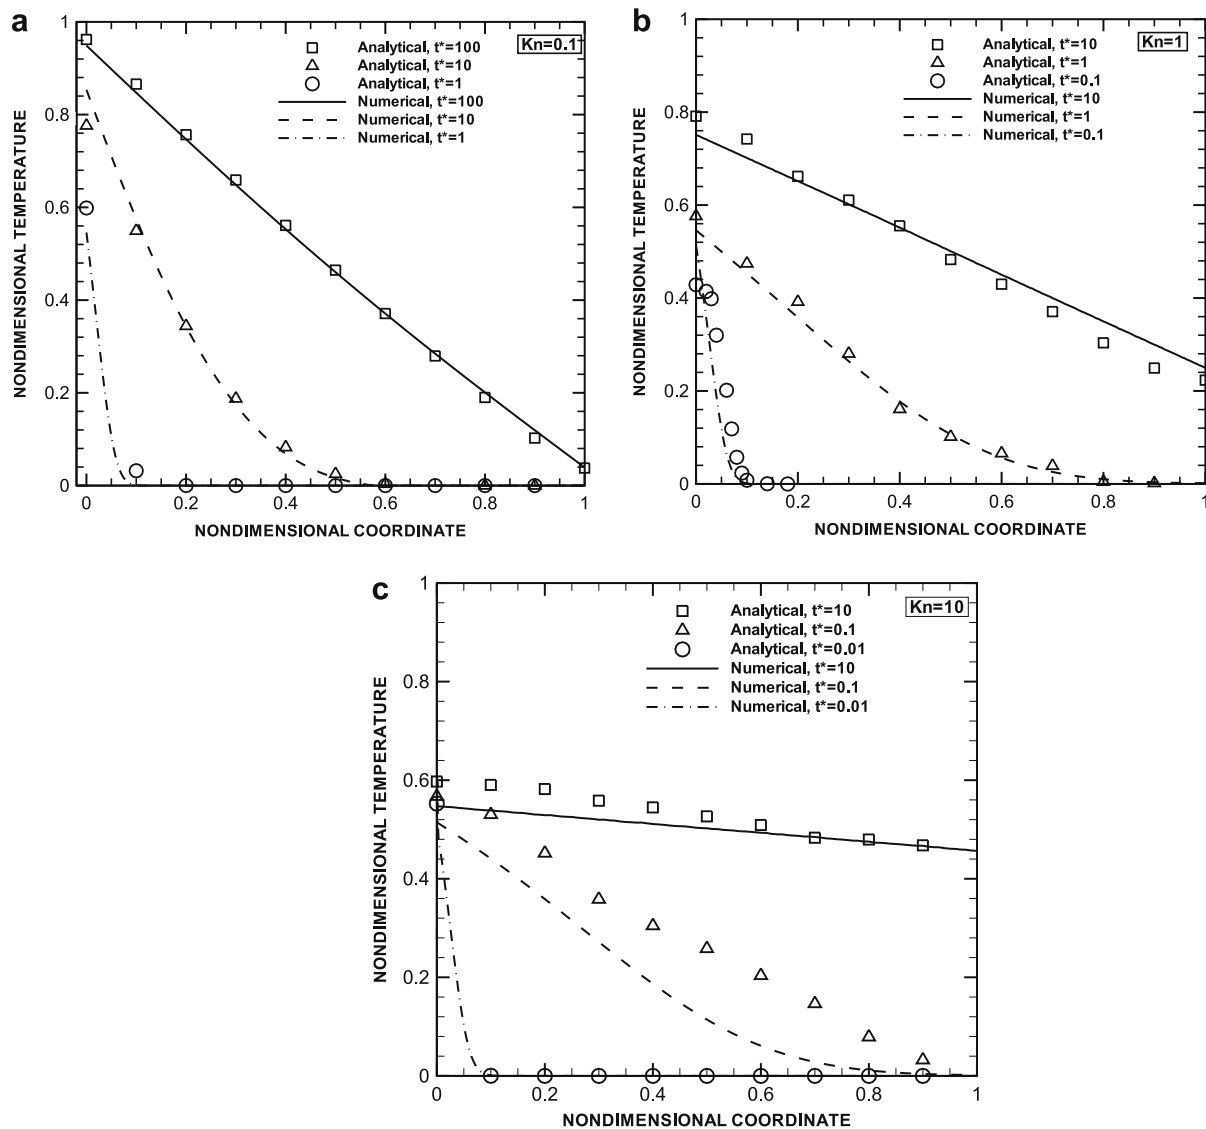 a
Kn=0.1
Analytical, t*=100
Analytical, t*=10
Analytical, t*=1
Numerical, t*=100
Numerical, t*=10
Numerical, t*=1
NONDIMENSIONAL TEMPERATURE
1
0.8
0.6
0.4
0.2
0
0 0.2 0.4 0.6 0.8 1
NONDIMENSIONAL COORDINATE
b
Kn=1
Analytical, t*=10
Analytical, t*=1
Analytical, t*=0.1
Numerical, t*=10
Numerical, t*=1
Numerical, t*=0.1
NONDIMENSIONAL TEMPERATURE
1
0.8
0.6
0.4
0.2
0
0 0.2 0.4 0.6 0.8 1
NONDIMENSIONAL COORDINATE
c
Kn=10
Analytical, t*=10
Analytical, t*=0.1
Analytical, t*=0.01
Numerical, t*=10
Numerical, t*=0.1
Numerical, t*=0.01
NONDIMENSIONAL TEMPERATURE
1
0.8
0.6
0.4
0.2
0
0 0.2 0.4 0.6 0.8 1
NONDIMENSIONAL COORDINATE